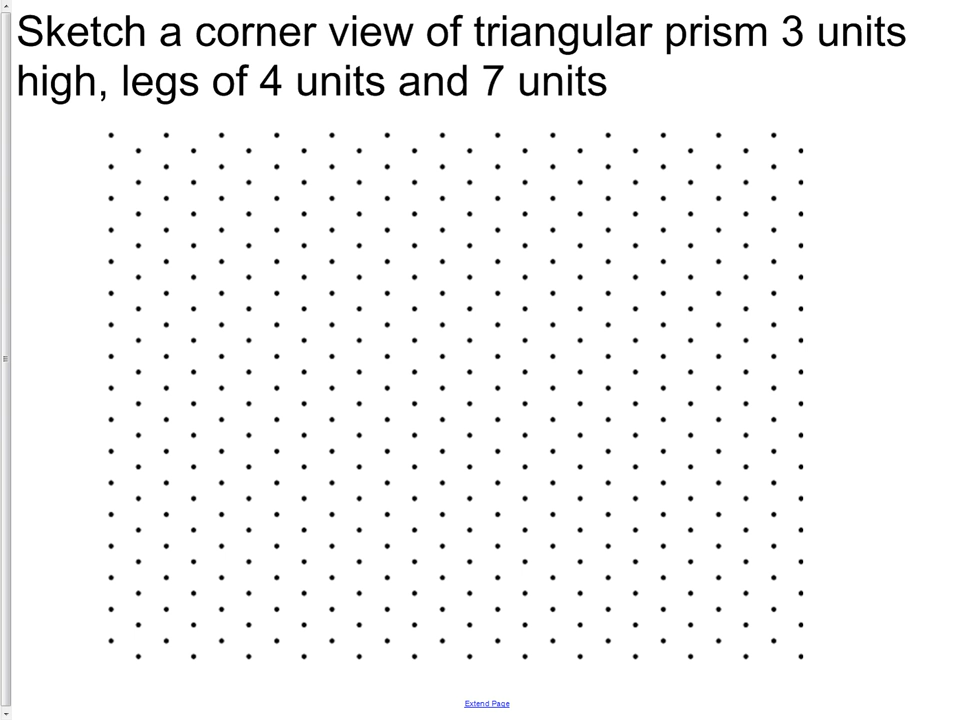 Sketch a corner view of triangular prism 3 units
high, legs of 4 units and 7 units
Extend Page